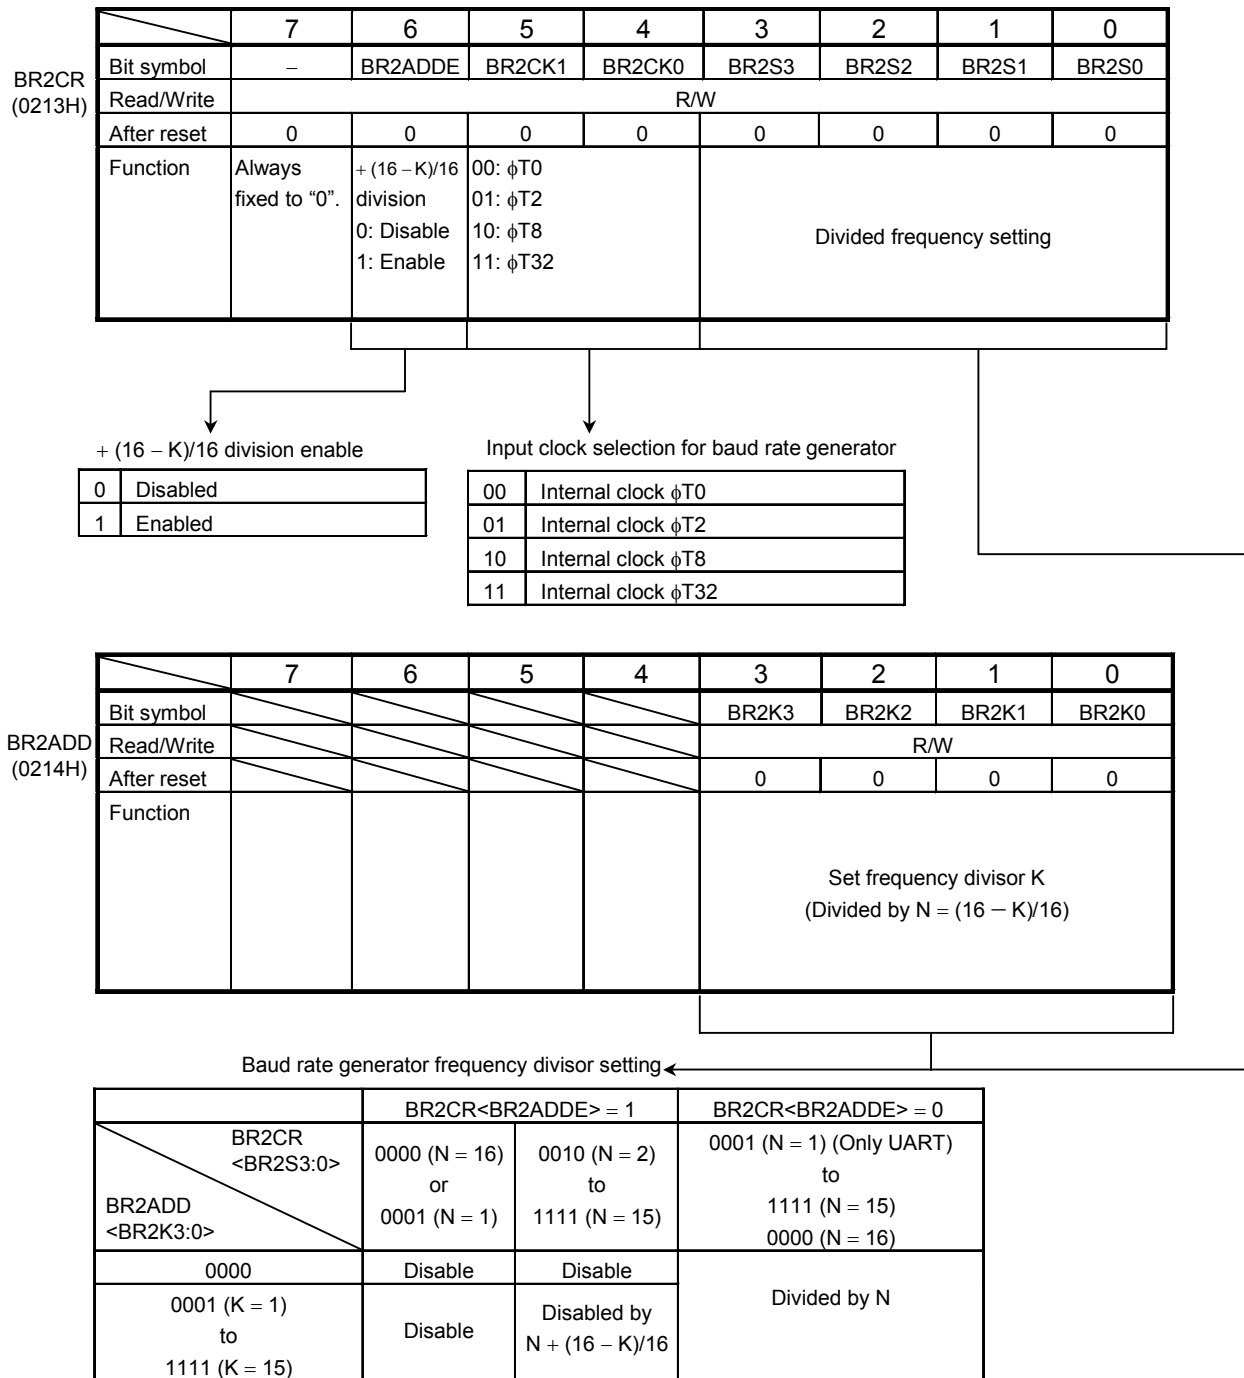 7 6 5 4 3 2 1 0
BR2CR
(0213H)
Bit symbol – BR2ADDE BR2CK1 BR2CK0 BR2S3 BR2S2 BR2S1 BR2S0
Read/Write R/W
After reset 0 0 0 0 0 0 0 0
Function
Always
fixed to “0”.
+ (16 – K)/16
division
0: Disable
1: Enable
00: ϕT0
01: ϕT2
10: ϕT8
11: ϕT32
Divided frequency setting
+ (16 – K)/16 division enable
0 Disabled
1 Enabled
Input clock selection for baud rate generator
00 Internal clock ϕT0
01 Internal clock ϕT2
10 Internal clock ϕT8
11 Internal clock ϕT32
7 6 5 4 3 2 1 0
BR2ADD
(0214H)
Bit symbol BR2K3 BR2K2 BR2K1 BR2K0
Read/Write R/W
After reset 0 0 0 0
Function
Set frequency divisor K
(Divided by N = (16 – K)/16)
Baud rate generator frequency divisor setting
BR2CR<BR2ADDE> = 1 BR2CR<BR2ADDE> = 0
BR2CR
<BR2S3:0>
BR2ADD
<BR2K3:0>
0000 (N = 16)
or
0001 (N = 1)
0010 (N = 2)
to
1111 (N = 15)
0001 (N = 1) (Only UART)
to
1111 (N = 15)
0000 (N = 16)
0000 Disable Disable
0001 (K = 1)
to
1111 (K = 15)
Disable
Disabled by
N + (16 – K)/16
Divided by N